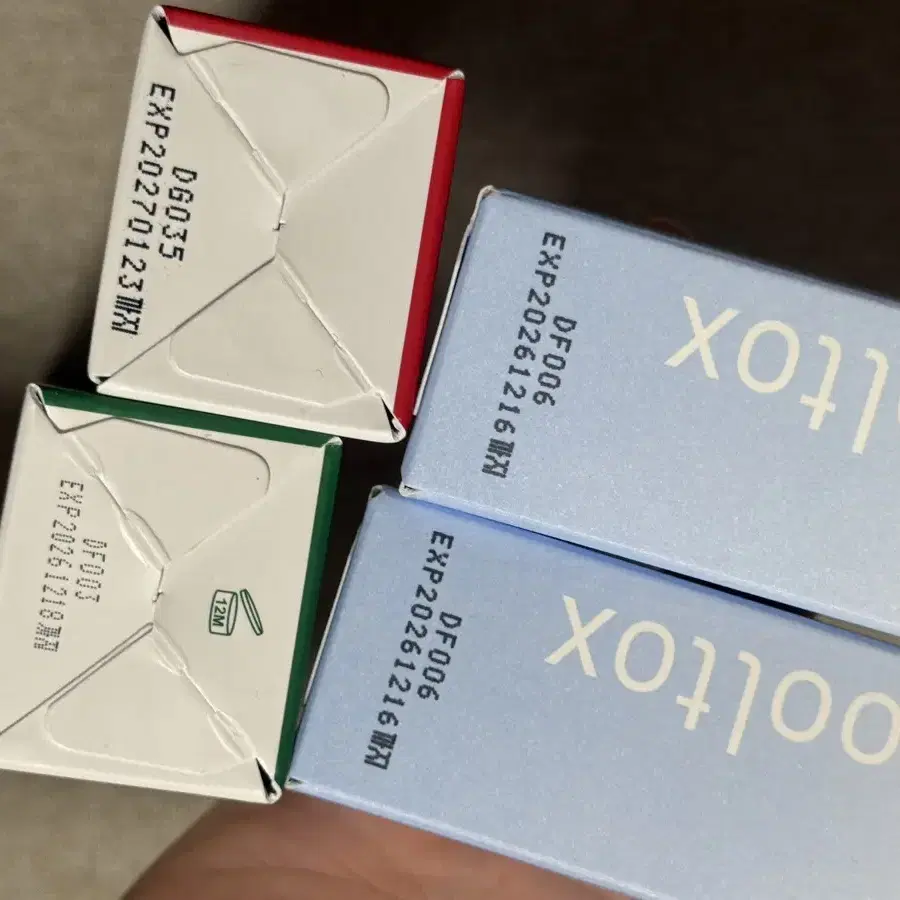 DG035
EXP20270123까지
DF006
EXP20261216까지
ooltox
DF003
EXP20261218까지
12M
DF006
EXP20261216까지
ooltox